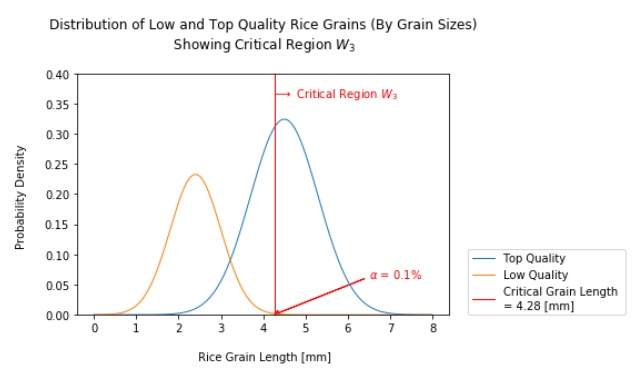 Distribution of Low and Top Quality Rice Grains (By Grain Sizes)
Showing Critical Region W₃
0.40
0.35
0.30
0.25
0.20
0.15
0.10
0.05
0.00
Probability Density
Critical Region W₃
α = 0.1%
0 1 2 3 4 5 6 7 8
Rice Grain Length [mm]
Top Quality
Low Quality
Critical Grain Length
= 4.28 [mm]